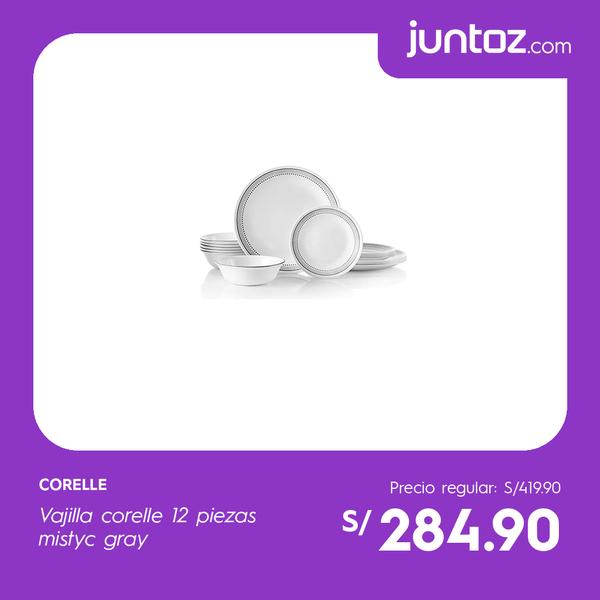 juntoz.com
CORELLE
Vajilla corelle 12 piezas
mistyc gray
Precio regular: S/419.90
S/ 284.90